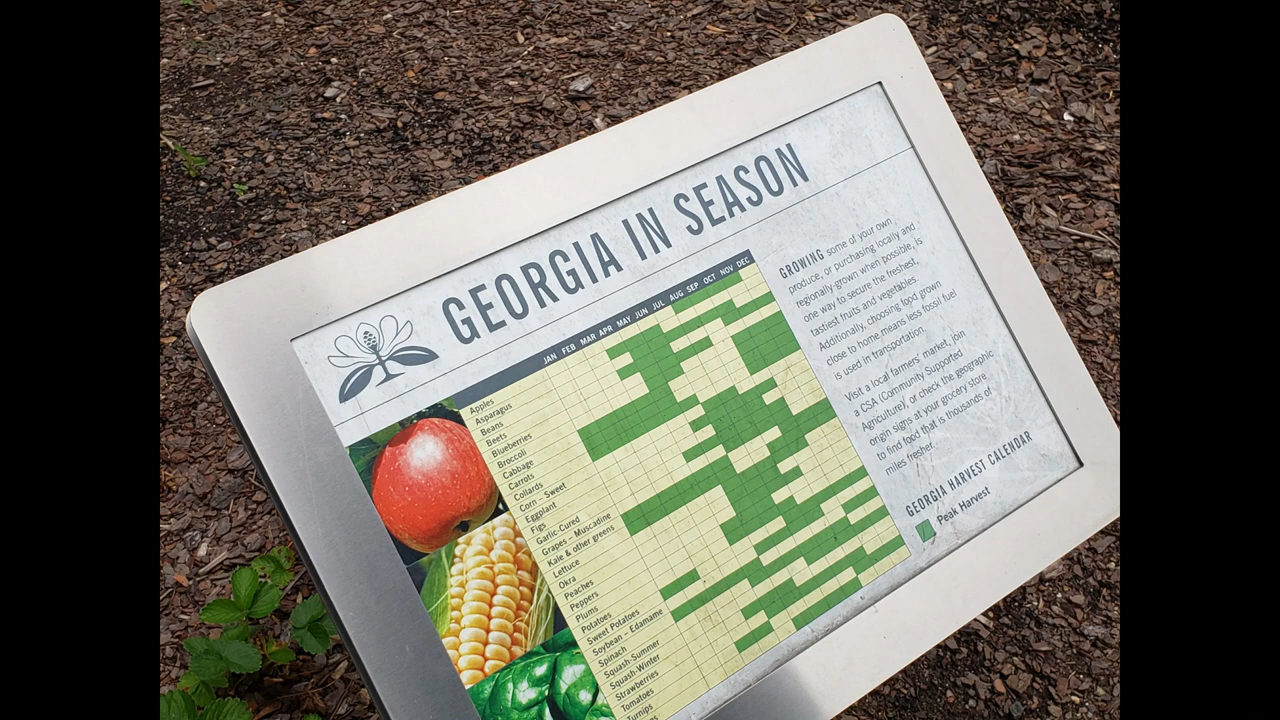 GEORGIA IN SEASON
JAN FEB MAR APR MAY JUN JUL AUG SEP OCT NOV DEC
Apples
Asparagus
Beans
Beets
Blueberries
Broccoli
Cabbage
Carrots
Collards
Corn – Sweet
Eggplant
Figs
Garlic-Cured
Grapes – Muscadine
Kale & other greens
Lettuce
Okra
Peaches
Peppers
Plums
Potatoes
Sweet Potatoes
Soybean – Edamame
Spinach
Squash-Summer
Squash-Winter
Strawberries
Tomatoes
Turnips
GROWING some of your own
produce, or purchasing locally and
regionally-grown when possible, is
one way to secure the freshest,
tastiest fruits and vegetables.
Additionally, choosing food grown
close to home means less fossil fuel
is used in transportation.
Visit a local farmers' market, join
a CSA (Community Supported
Agriculture), or check the geographic
origin signs at your grocery store
to find food that is thousands of
miles fresher.
GEORGIA HARVEST CALENDAR
Peak Harvest